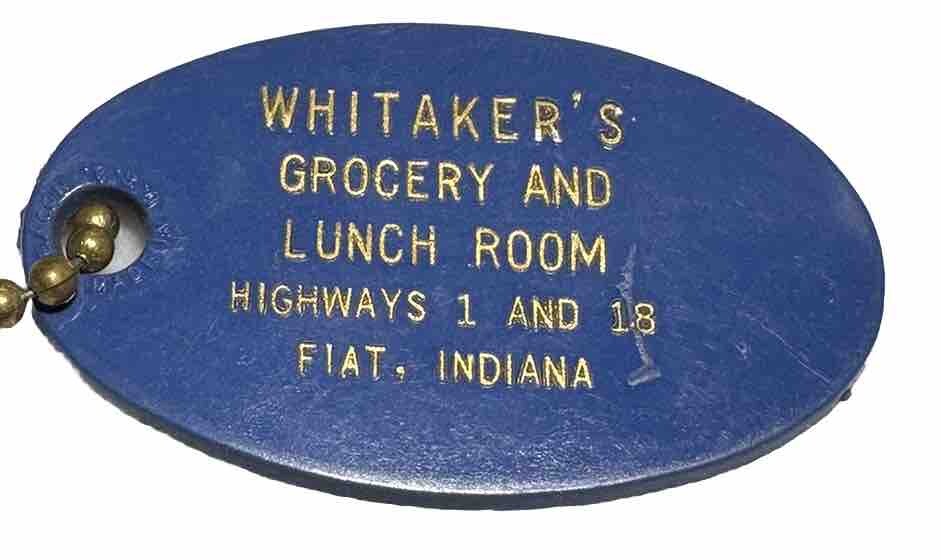 WHITAKER'S
GROCERY AND
LUNCH ROOM
HIGHWAYS 1 AND 18
FIAT, INDIANA